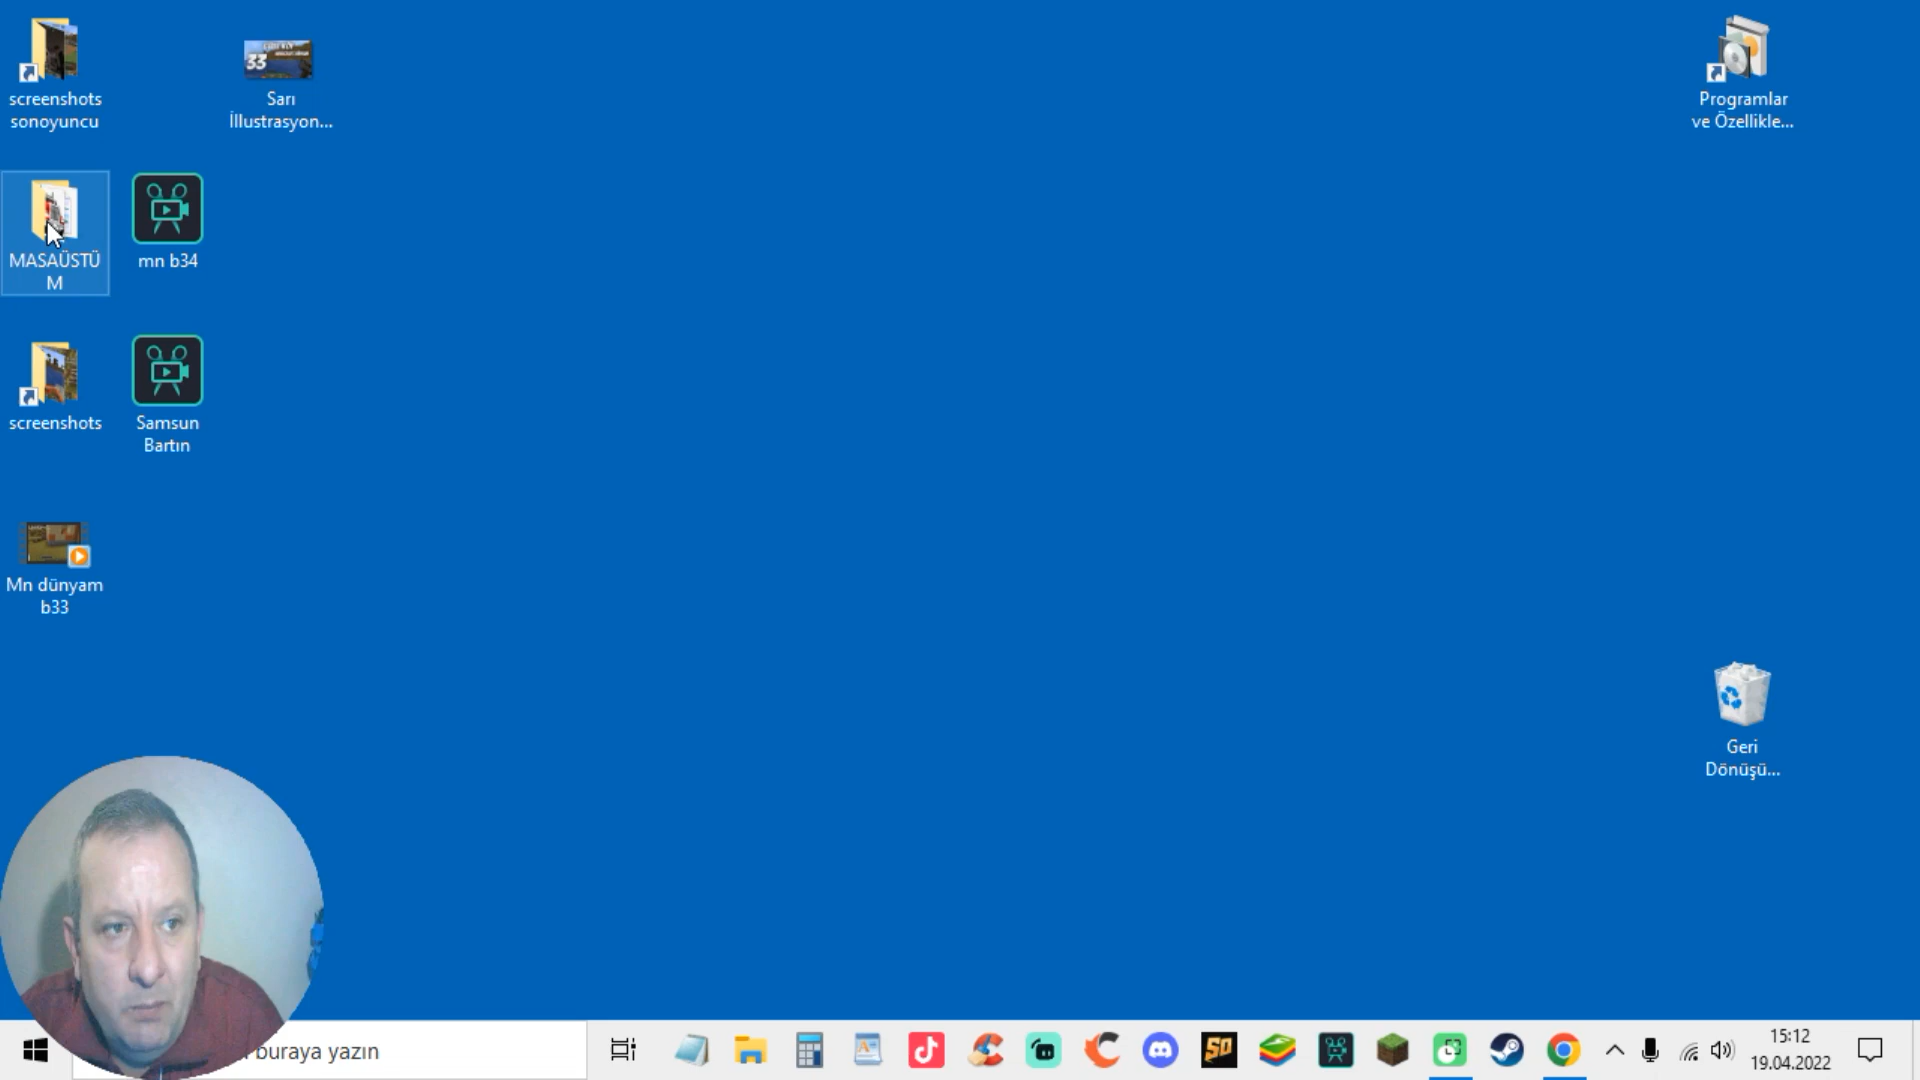 screenshots
sonoyuncu
Sarı
İllustrasyon...
33
Programlar
ve Özellikle...
MASAÜSTÜ
M
mn b34
screenshots
Samsun
Bartın
Mn dünyam
b33
Geri
Dönüşü...
buraya yazın
15:12
19.04.2022